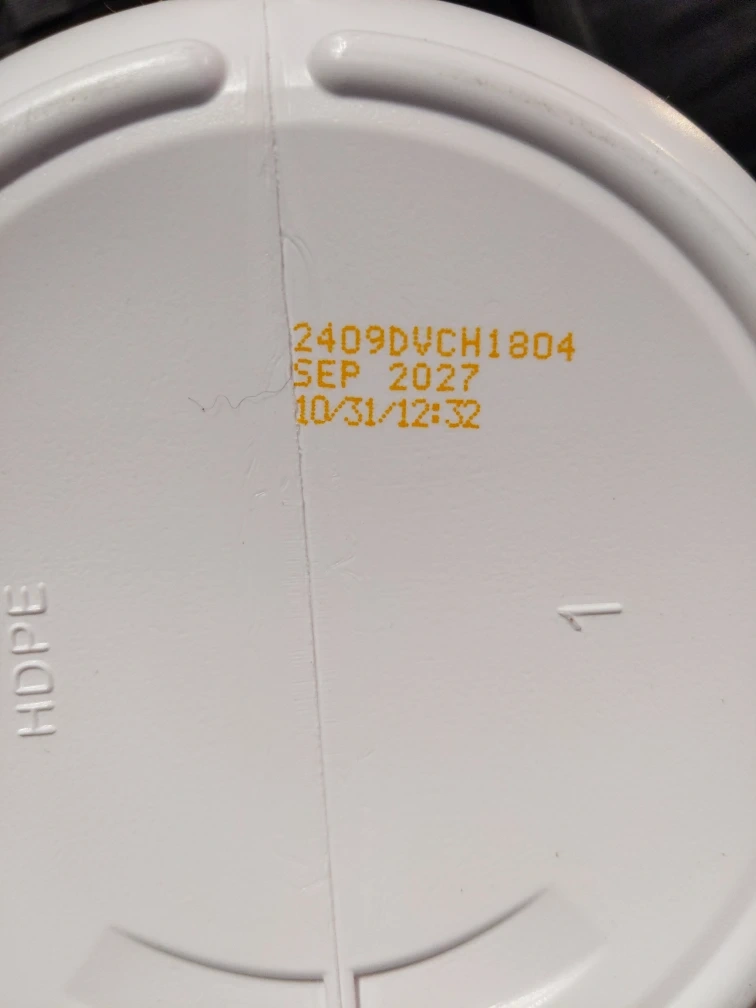 2409DVCH1804
SEP 2027
10/31/12:32
HDPE
1